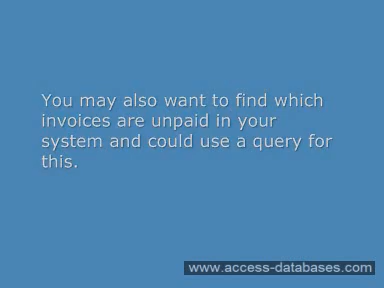 You may also want to find which
invoices are unpaid in your
system and could use a query for
this.
www.access-databases.com